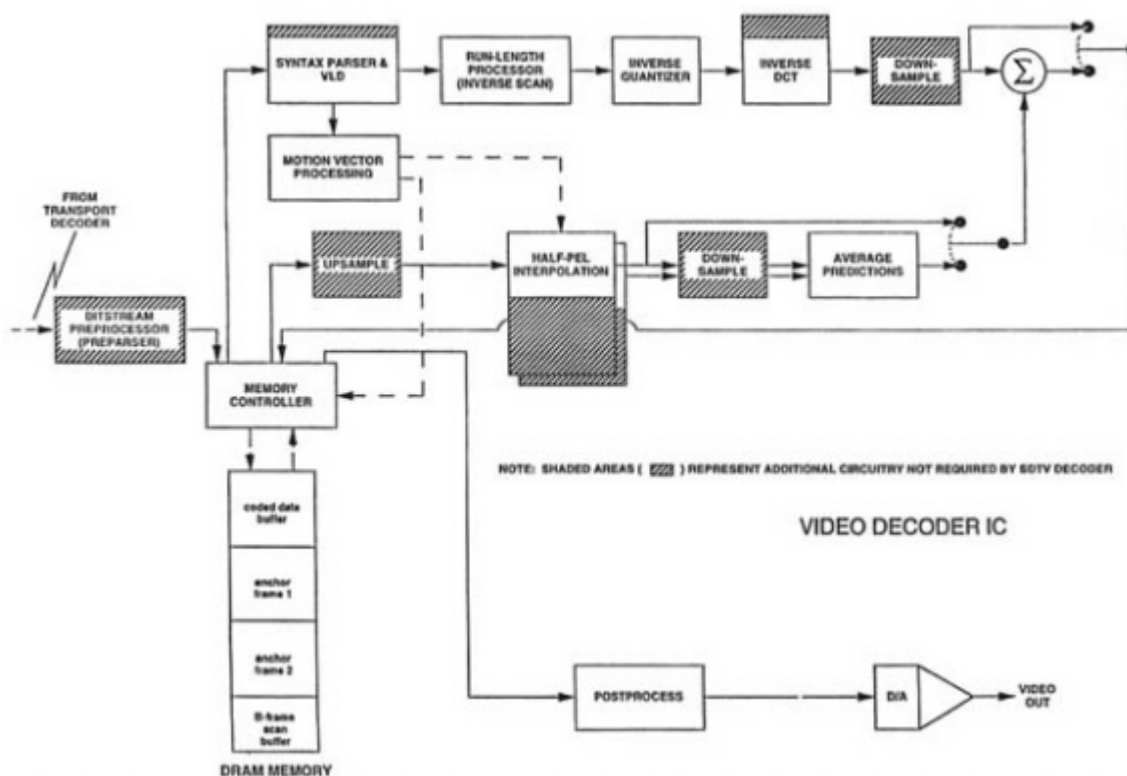 SYNTAX PARSER &
VLD
RUN-LENGTH
PROCESSOR
(INVERSE SCAN)
INVERSE
QUANTIZER
INVERSE
DCT
DOWN-
SAMPLE
Σ
MOTION VECTOR
PROCESSING
FROM
TRANSPORT
DECODER
UPSAMPLE
HALF-PEL
INTERPOLATION
DOWN-
SAMPLE
AVERAGE
PREDICTIONS
BITSTREAM
PREPROCESSOR
(PREPARSER)
MEMORY
CONTROLLER
NOTE: SHADED AREAS ( ) REPRESENT ADDITIONAL CIRCUITRY NOT REQUIRED BY SDTV DECODER
coded data
buffer
VIDEO DECODER IC
anchor
frame 1
anchor
frame 2
POSTPROCESS
D/A
VIDEO
OUT
B-frame
scan
buffer
DRAM MEMORY